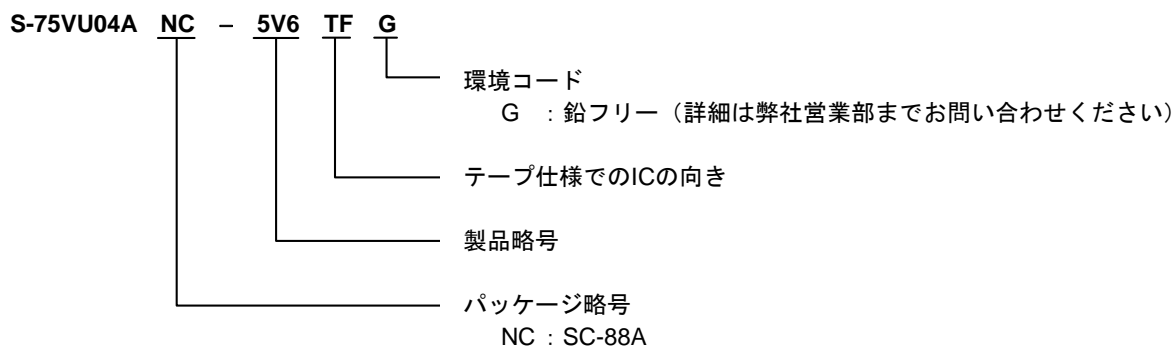 S-75VU04A NC – 5V6 TF G
環境コード
G : 鉛フリー（詳細は弊社営業部までお問い合わせください）
テープ仕様でのICの向き
製品略号
パッケージ略号
NC : SC-88A